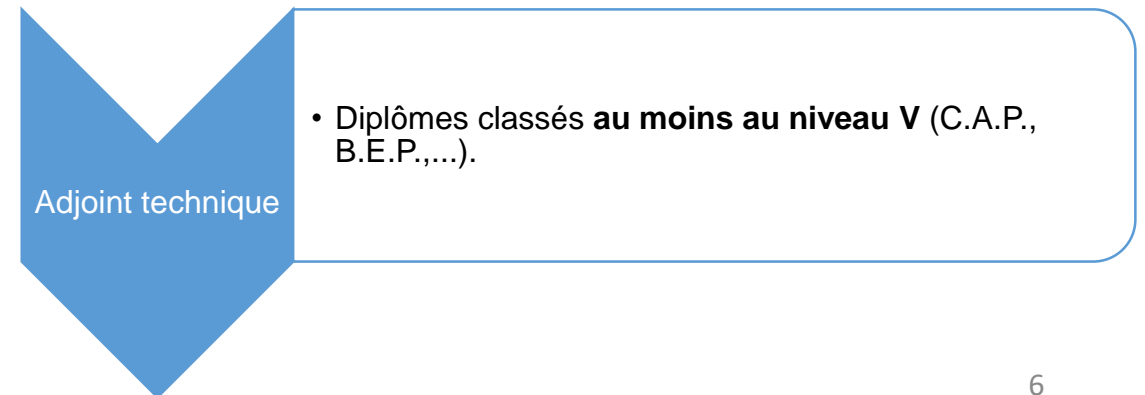 • Diplômes classés au moins au niveau V (C.A.P.,
B.E.P.,...).
Adjoint technique
6